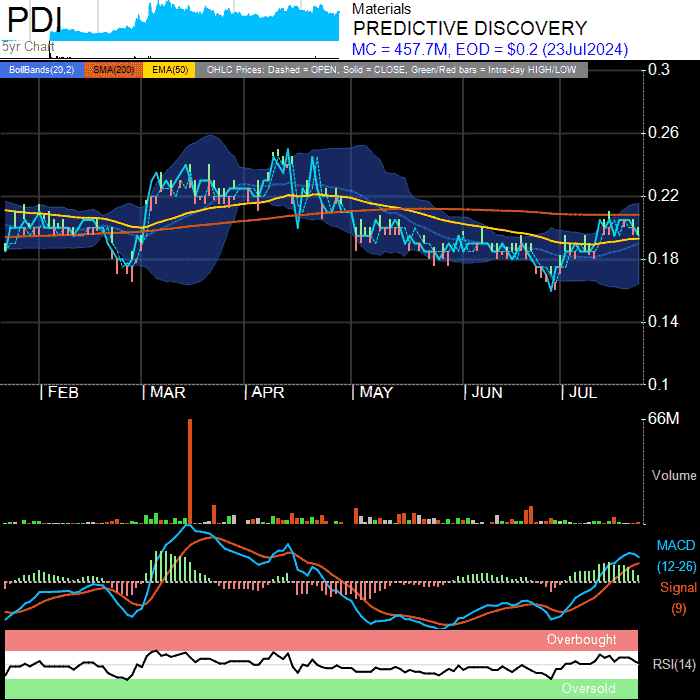 PDI
5yr Chart
Materials
PREDICTIVE DISCOVERY
MC = 457.7M, EOD = $0.2 (23Jul2024)
BollBands(20,2) SMA(200) EMA(50) OHLC Prices: Dashed = OPEN, Solid = CLOSE, Green/Red bars = Intra-day HIGH/LOW
0.3
0.26
0.22
0.18
0.14
0.1
| FEB | MAR | APR | MAY | JUN | JUL
66M
Volume
MACD
(12-26)
Signal
(9)
Overbought
RSI(14)
Oversold